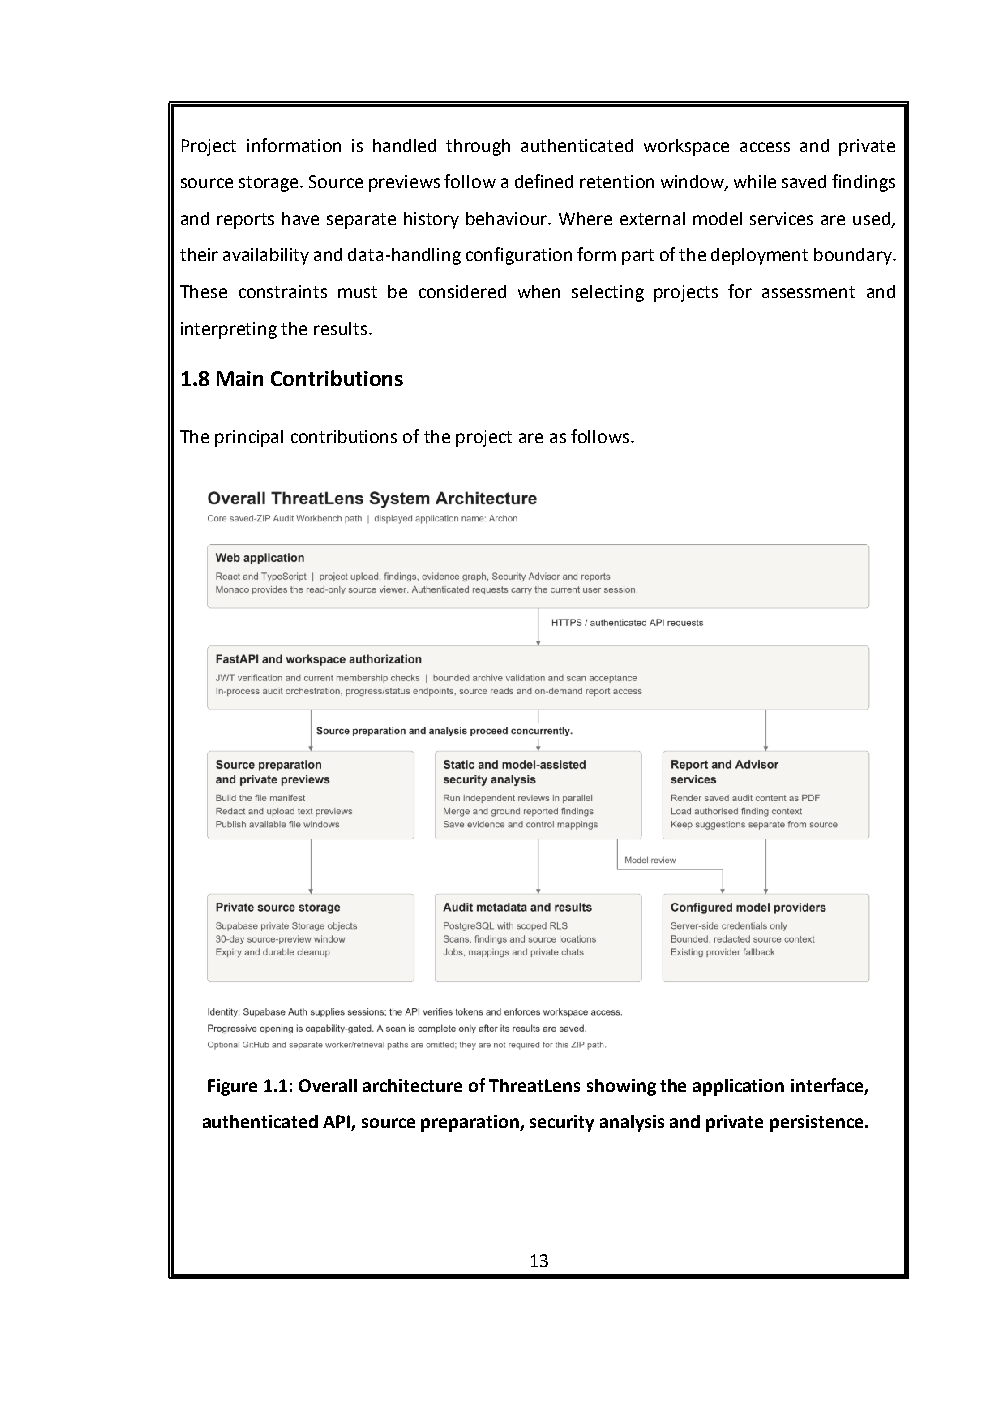 Project information is handled through authenticated workspace access and private
source storage. Source previews follow a defined retention window, while saved findings
and reports have separate history behaviour. Where external model services are used,
their availability and data-handling configuration form part of the deployment boundary.
These constraints must be considered when selecting projects for assessment and
interpreting the results.
1.8 Main Contributions
The principal contributions of the project are as follows.
Overall ThreatLens System Architecture
Core saved-ZIP Audit Workbench path | displayed application name: Archon
Web application
React and TypeScript | project upload, findings, evidence graph, Security Advisor and reports
Monaco provides the read-only source viewer. Authenticated requests carry the current user session.
HTTPS / authenticated API requests
FastAPI and workspace authorization
JWT verification and current membership checks | bounded archive validation and scan acceptance
In-process audit orchestration, progress/status endpoints, source reads and on-demand report access
Source preparation and analysis proceed concurrently.
Source preparation
and private previews
Build the file manifest
Redact and upload text previews
Publish available file windows
Static and model-assisted
security analysis
Run independent reviews in parallel
Merge and ground reported findings
Save evidence and control mappings
Report and Advisor
services
Render saved audit content as PDF
Load authorised finding context
Keep suggestions separate from source
Model review
Private source storage
Supabase private Storage objects
30-day source-preview window
Expiry and durable cleanup
Audit metadata and results
PostgreSQL with scoped RLS
Scans, findings and source locations
Jobs, mappings and private chats
Configured model providers
Server-side credentials only
Bounded, redacted source context
Existing provider fallback
Identity: Supabase Auth supplies sessions; the API verifies tokens and enforces workspace access.
Progressive opening is capability-gated. A scan is complete only after its results are saved.
Optional GitHub and separate worker/retrieval paths are omitted; they are not required for this ZIP path.
Figure 1.1: Overall architecture of ThreatLens showing the application interface,
authenticated API, source preparation, security analysis and private persistence.
13